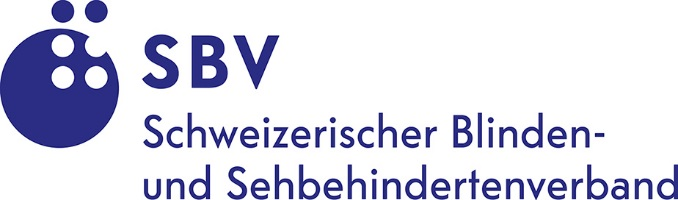 SBV
Schweizerischer Blinden-
und Sehbehindertenverband